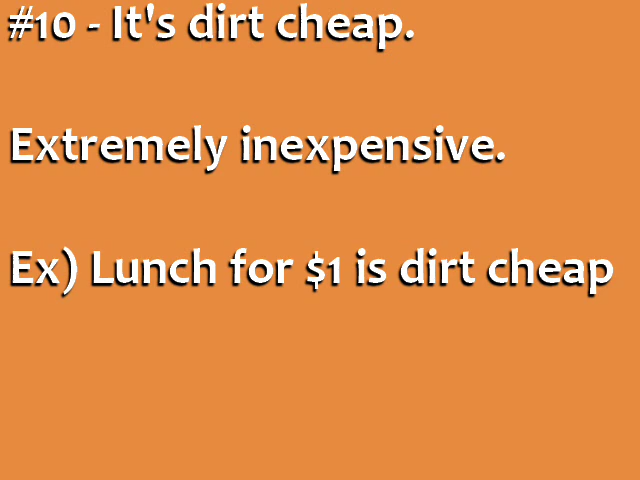 #10 - It's dirt cheap.
Extremely inexpensive.
Ex) Lunch for $1 is dirt cheap